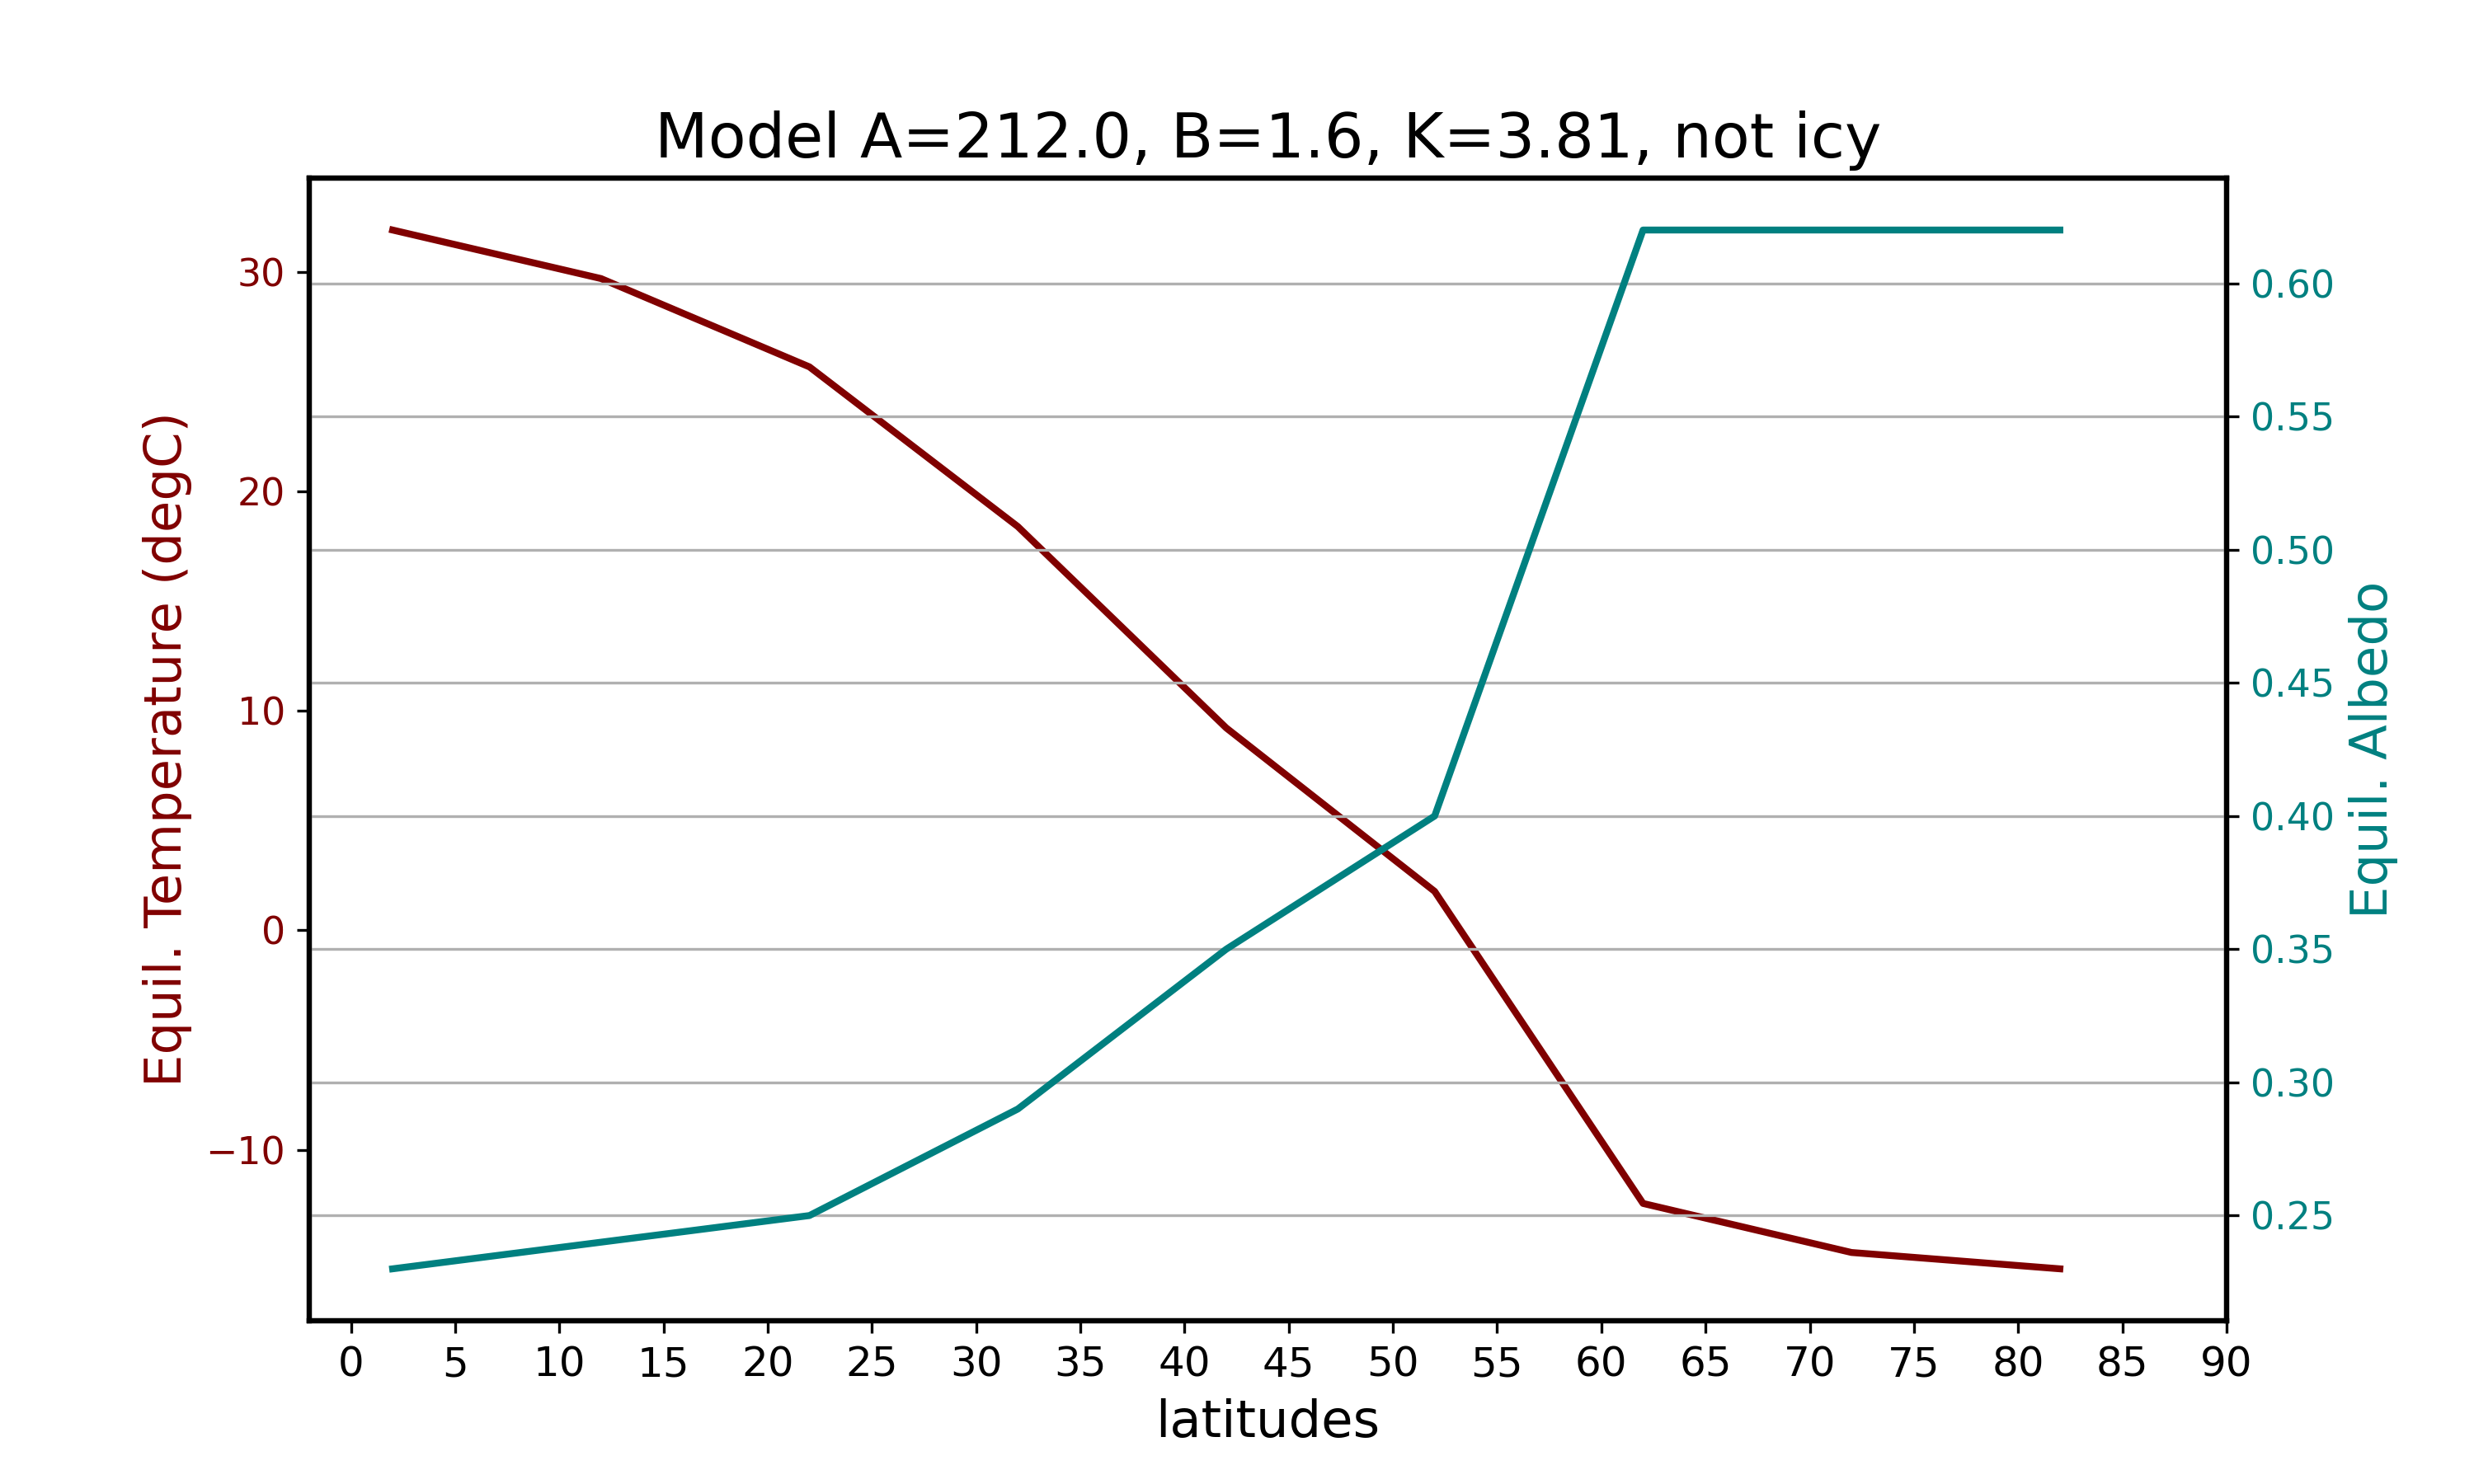 Model A=212.0, B=1.6, K=3.81, not icy
Equil. Temperature (degC)
30
20
10
0
−10
0.60
0.55
0.50
0.45
0.40
0.35
0.30
0.25
Equil. Albedo
0 5 10 15 20 25 30 35 40 45 50 55 60 65 70 75 80 85 90
latitudes